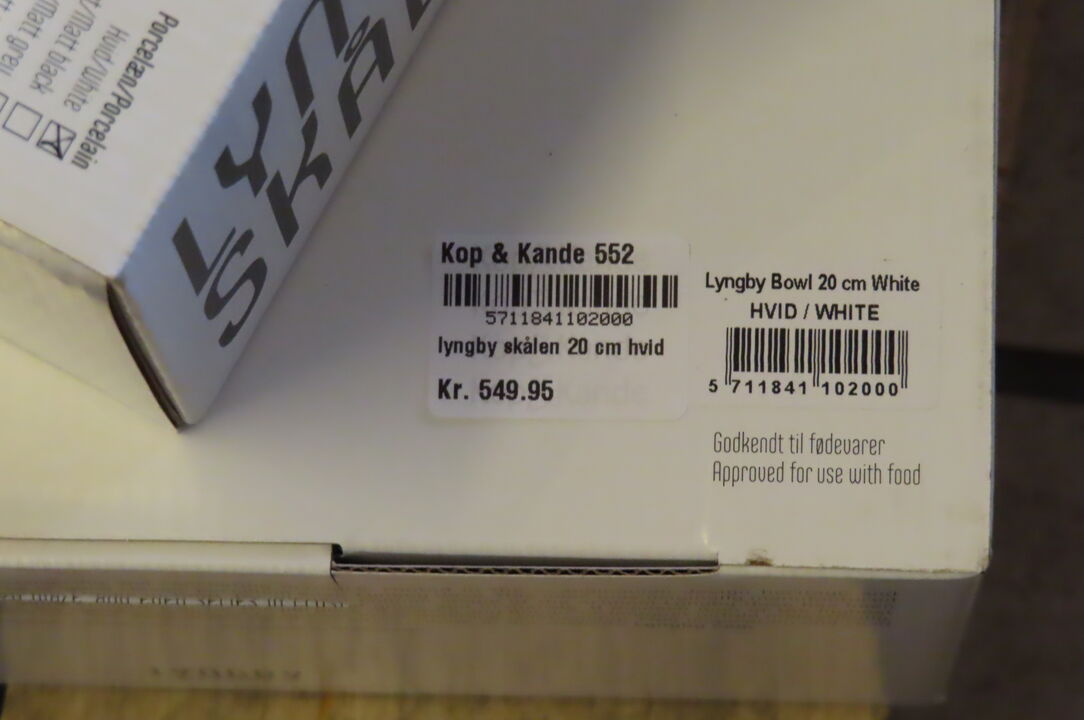 Porcelæn/Porcelain
Hvid/White
t/Matt black
/Matt grey
LYN
SKÅL
Kop & Kande 552
5711841102000
lyngby skålen 20 cm hvid
Kr. 549.95
Lyngby Bowl 20 cm White
HVID / WHITE
5 711841 102000
Godkendt til fødevarer
Approved for use with food